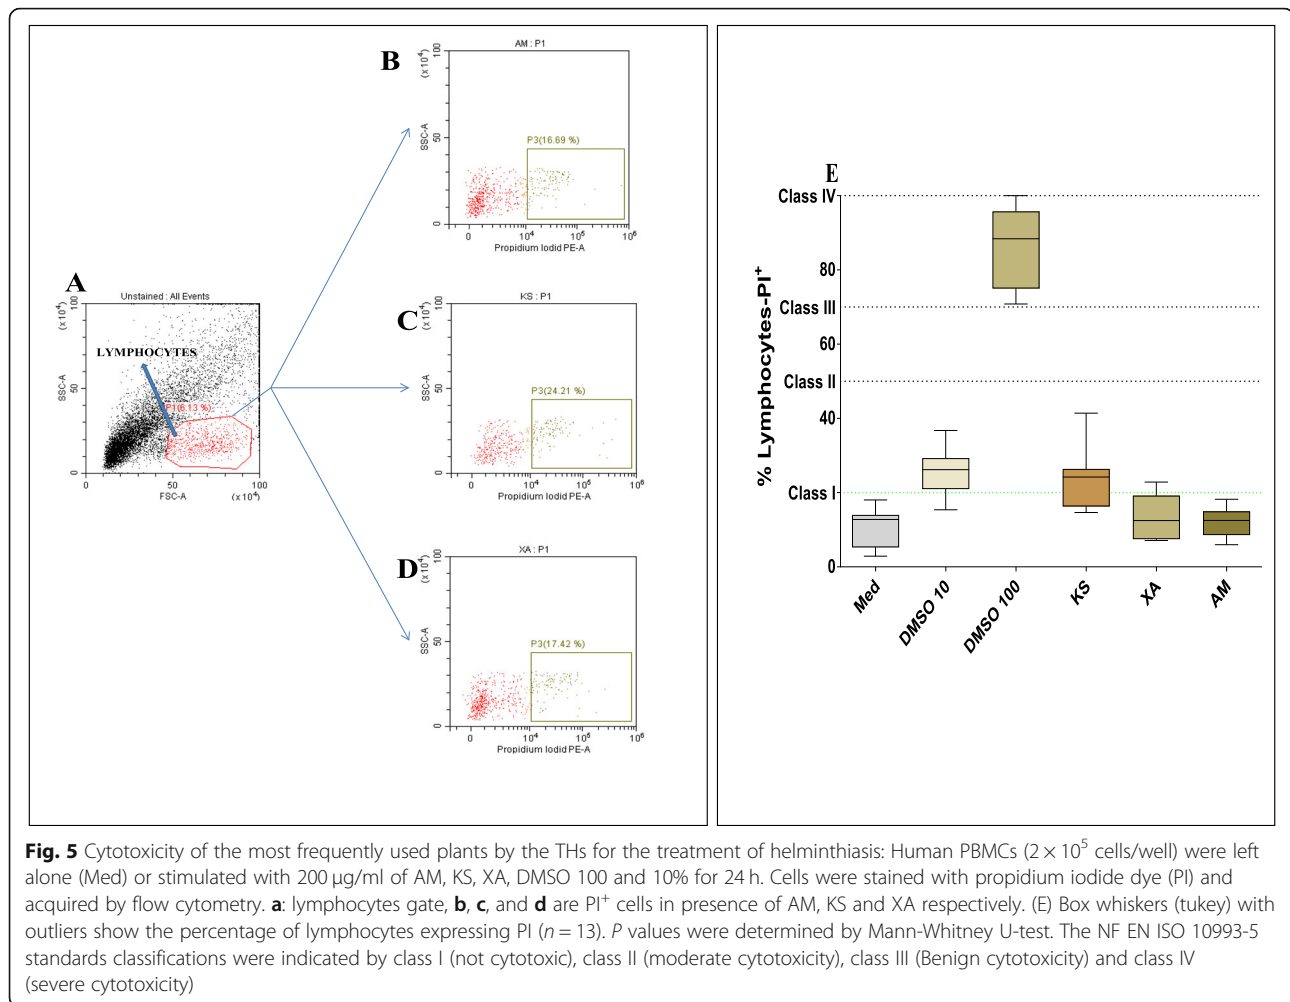 B
AM : P1
(x 10⁴)
100
50
0
SSC-A
P3(16.69 %)
0
10⁴
10⁵
10⁶
Propidium Iodid PE-A
A
Unstained : All Events
(x 10⁴)
100
50
0
SSC-A
LYMPHOCYTES
P1(6.13 %)
0
50
100
FSC-A
(x 10⁴)
C
KS : P1
(x 10⁴)
100
50
0
SSC-A
P3(24.21 %)
0
10⁴
10⁵
10⁶
Propidium Iodid PE-A
D
XA : P1
(x 10⁴)
100
50
0
SSC-A
P3(17.42 %)
0
10⁴
10⁵
10⁶
Propidium Iodid PE-A
E
% Lymphocytes-PI⁺
Class IV
80
Class III
60
Class II
40
Class I
0
Med
DMSO 10
DMSO 100
KS
XA
AM
Fig. 5 Cytotoxicity of the most frequently used plants by the THs for the treatment of helminthiasis: Human PBMCs (2 × 10⁵ cells/well) were left
alone (Med) or stimulated with 200 μg/ml of AM, KS, XA, DMSO 100 and 10% for 24 h. Cells were stained with propidium iodide dye (PI) and
acquired by flow cytometry. a: lymphocytes gate, b, c, and d are PI⁺ cells in presence of AM, KS and XA respectively. (E) Box whiskers (tukey) with
outliers show the percentage of lymphocytes expressing PI (n = 13). P values were determined by Mann-Whitney U-test. The NF EN ISO 10993-5
standards classifications were indicated by class I (not cytotoxic), class II (moderate cytotoxicity), class III (Benign cytotoxicity) and class IV
(severe cytotoxicity)